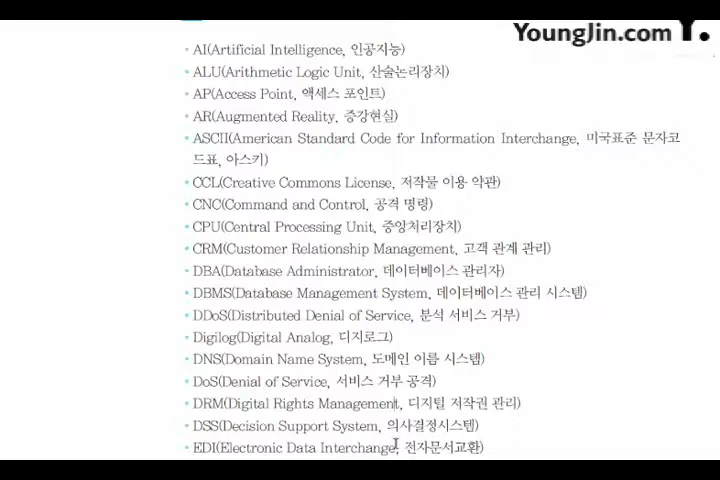 YoungJin.com Y.
• AI(Artificial Intelligence, 인공지능)
• ALU(Arithmetic Logic Unit, 산술논리장치)
• AP(Access Point, 액세스 포인트)
• AR(Augmented Reality, 증강현실)
• ASCII(American Standard Code for Information Interchange, 미국표준 문자코
드표, 아스키)
• CCL(Creative Commons License, 저작물 이용 약관)
• CNC(Command and Control, 공격 명령)
• CPU(Central Processing Unit, 중앙처리장치)
• CRM(Customer Relationship Management, 고객 관계 관리)
• DBA(Database Administrator, 데이터베이스 관리자)
• DBMS(Database Management System, 데이터베이스 관리 시스템)
• DDoS(Distributed Denial of Service, 분석 서비스 거부)
• Digilog(Digital Analog, 디지로그)
• DNS(Domain Name System, 도메인 이름 시스템)
• DoS(Denial of Service, 서비스 거부 공격)
• DRM(Digital Rights Management, 디지털 저작권 관리)
• DSS(Decision Support System, 의사결정시스템)
• EDI(Electronic Data Interchange, 전자문서교환)